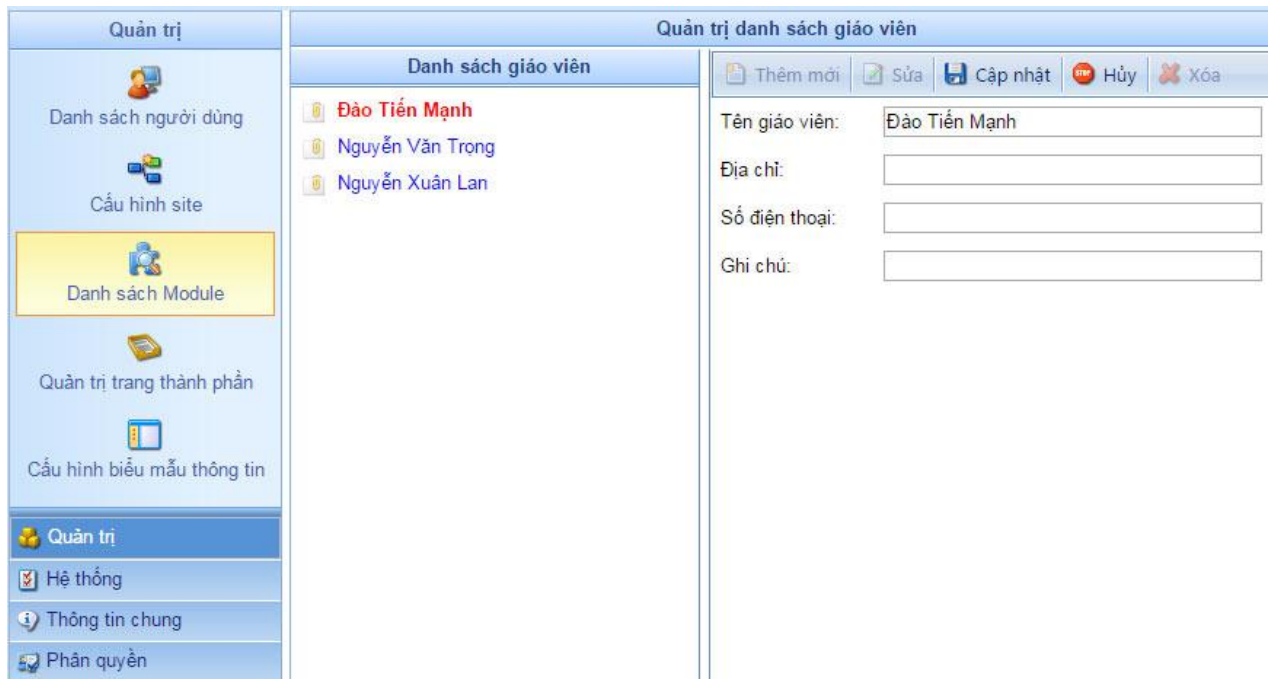 Quản trị
Danh sách người dùng
Cấu hình site
Danh sách Module
Quản trị trang thành phần
Cấu hình biểu mẫu thông tin
Quản trị
Hệ thống
Thông tin chung
Phân quyền
Quản trị danh sách giáo viên
Danh sách giáo viên
Đào Tiến Mạnh
Nguyễn Văn Trọng
Nguyễn Xuân Lan
Thêm mới Sửa Cập nhật Hủy Xóa
Tên giáo viên: Đào Tiến Mạnh
Địa chỉ:
Số điện thoại:
Ghi chú: